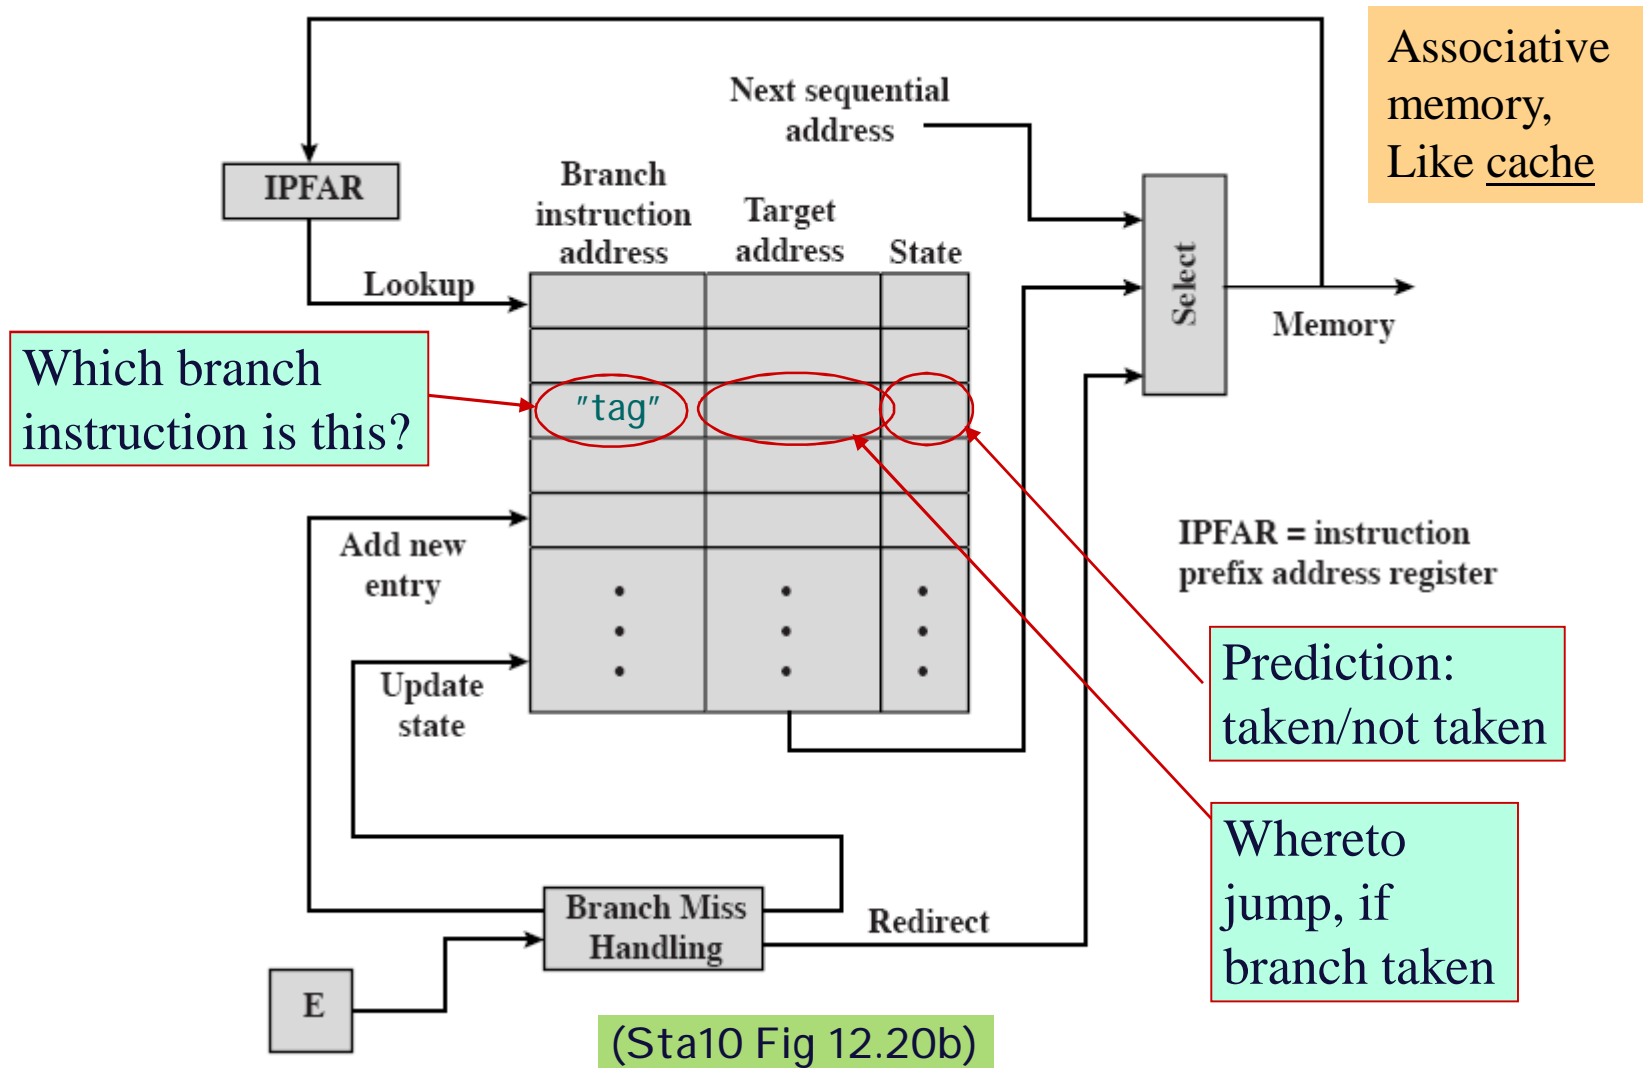 Associative
memory,
Like cache
Next sequential
address
IPFAR
Branch
instruction
address
Target
address
State
Lookup
Select
Memory
Which branch
instruction is this?
"tag"
Add new
entry
IPFAR = instruction
prefix address register
Update
state
Prediction:
taken/not taken
Whereto
jump, if
branch taken
Branch Miss
Handling
Redirect
E
(Sta10 Fig 12.20b)